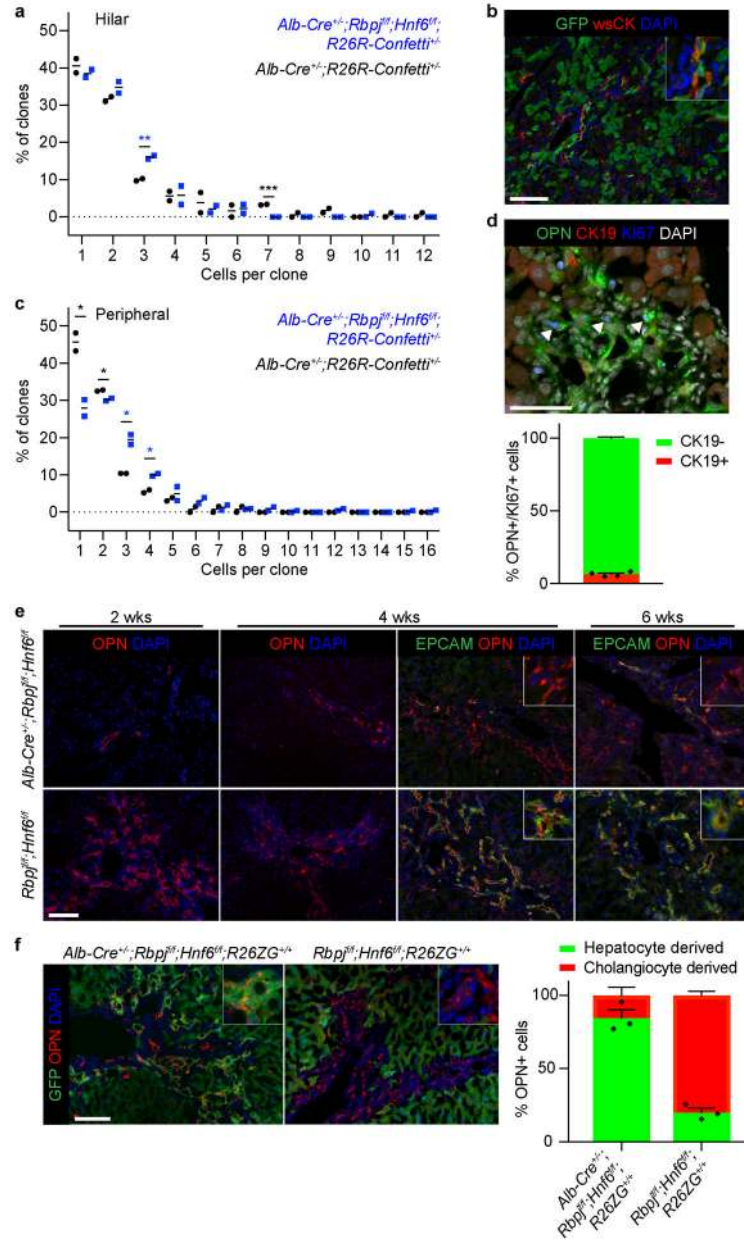 a
Hilar
Alb-Cre+/-;Rbpjf/f;Hnf6f/f;
R26R-Confetti+/-
Alb-Cre+/-;R26R-Confetti+/-
% of clones
50
40
30
20
10
0
**
***
1 2 3 4 5 6 7 8 9 10 11 12
Cells per clone
b
GFP wsCK DAPI
c
Peripheral
Alb-Cre+/-;Rbpjf/f;Hnf6f/f;
R26R-Confetti+/-
Alb-Cre+/-;R26R-Confetti+/-
% of clones
50
40
30
20
10
0
*
*
*
*
1 2 3 4 5 6 7 8 9 10 11 12 13 14 15 16
Cells per clone
d
OPN CK19 KI67 DAPI
% OPN+/KI67+ cells
100
50
0
CK19-
CK19+
e
2 wks 4 wks 6 wks
OPN DAPI OPN DAPI EPCAM OPN DAPI EPCAM OPN DAPI
Alb-Cre+/-;Rbpjf/f;Hnf6f/f
Rbpjf/f;Hnf6f/f
f
Alb-Cre+/-;Rbpjf/f;Hnf6f/f;R26ZG+/+ Rbpjf/f;Hnf6f/f;R26ZG+/+
GFP OPN DAPI
Hepatocyte derived
Cholangiocyte derived
% OPN+ cells
100
50
0
Alb-Cre+/-;
Rbpjf/f;Hnf6f/f;
R26ZG+/+
Rbpjf/f;Hnf6f/f;
R26ZG+/+